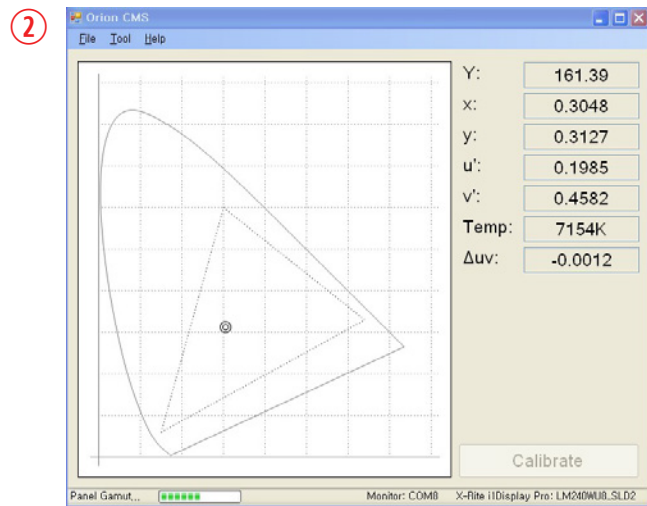 ②
Orion CMS
File Tool Help
Y: 161.39
x: 0.3048
y: 0.3127
u': 0.1985
v': 0.4582
Temp: 7154K
Δuv: -0.0012
Calibrate
Panel Gamut,,, Monitor: COM8 X-Rite i1Display Pro: LM240WU8_SLD2